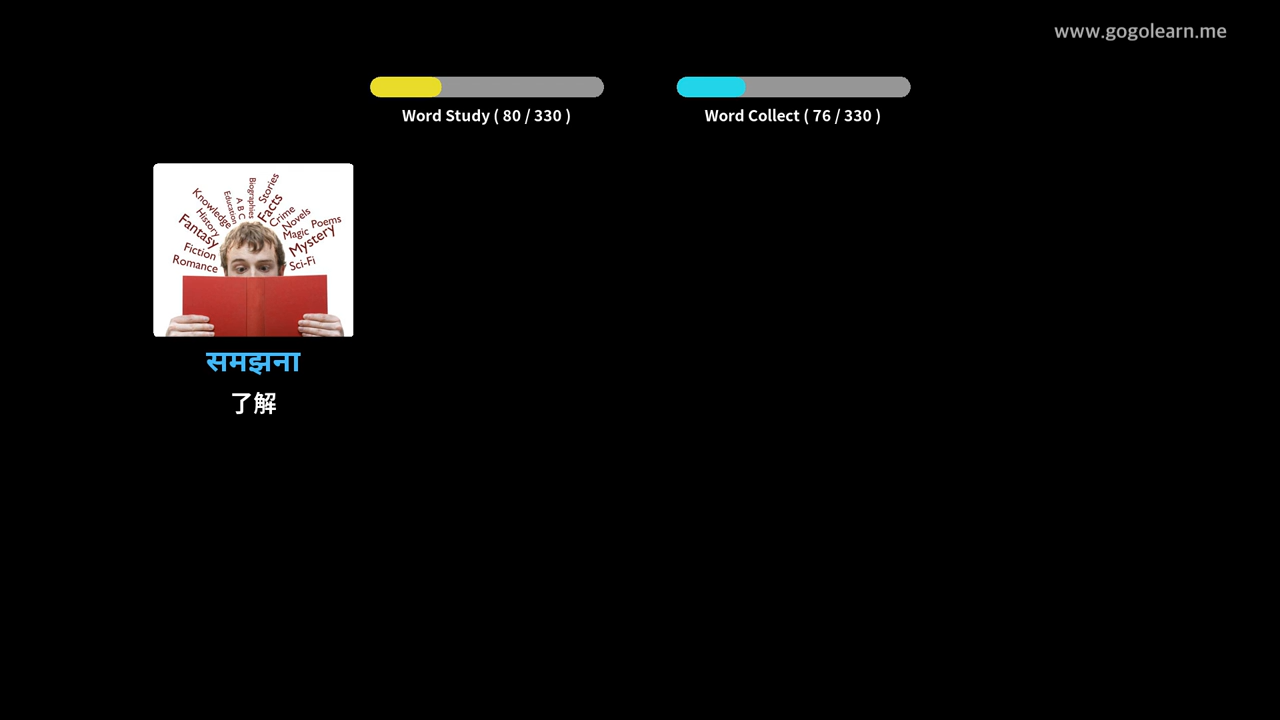 www.gogolearn.me
Word Study ( 80 / 330 )
Word Collect ( 76 / 330 )
Knowledge
History
Fantasy
Fiction
Romance
Education
A B C
Biographies
Stories
Facts
Crime
Novels
Magic
Poems
Mystery
Sci-Fi
समझना
了解